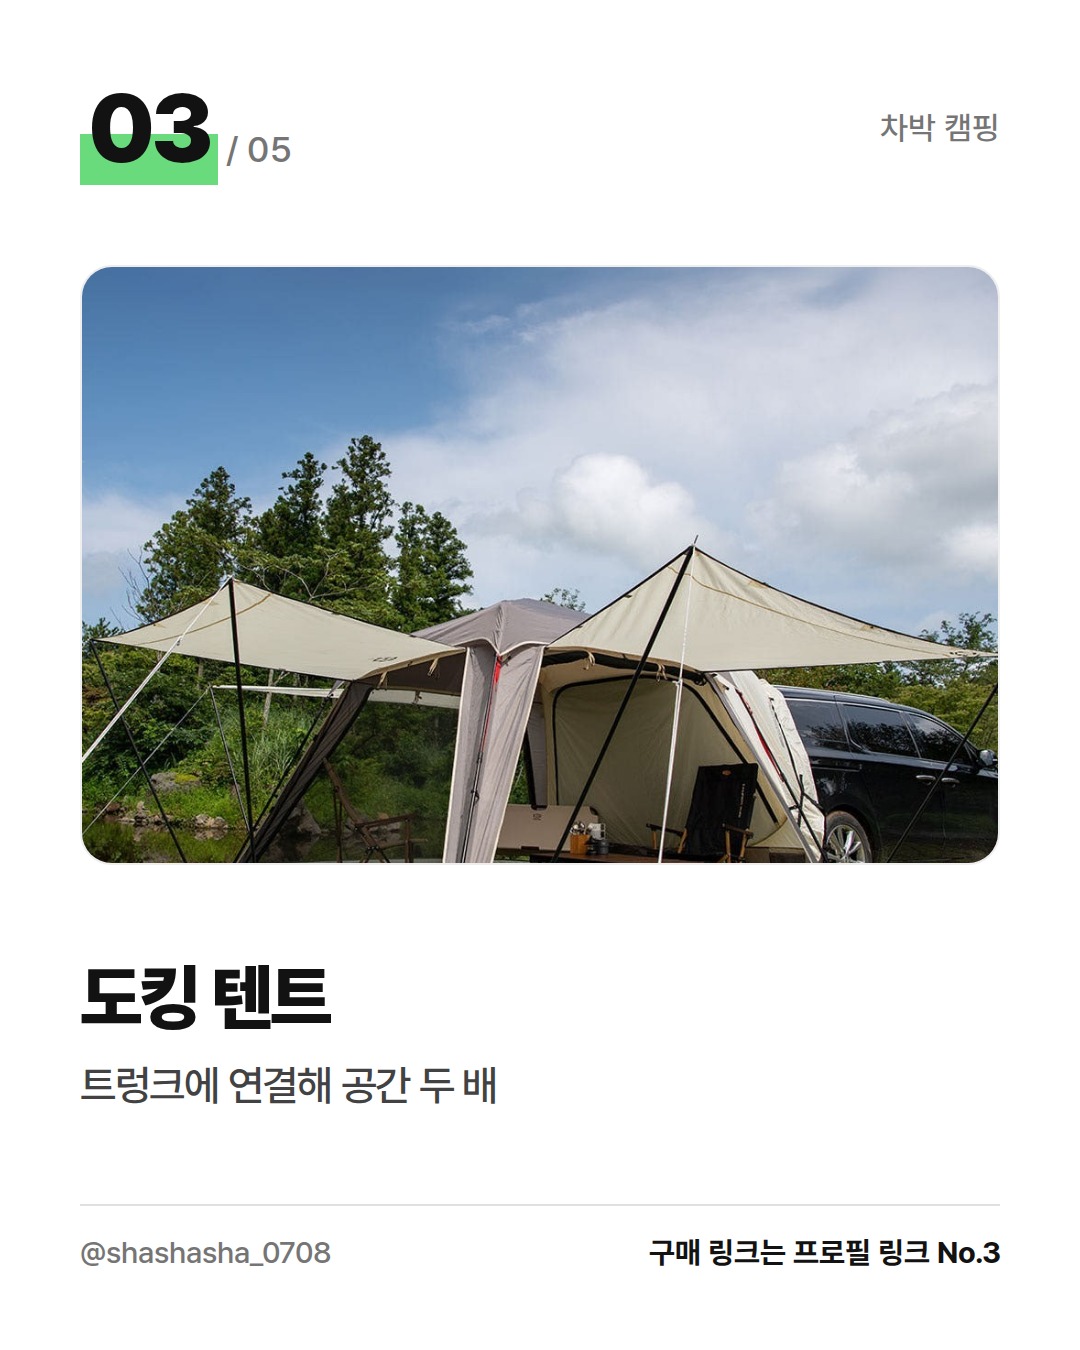 03 / 05
차박 캠핑
도킹 텐트
트렁크에 연결해 공간 두 배
@shashasha_0708
구매 링크는 프로필 링크 No.3